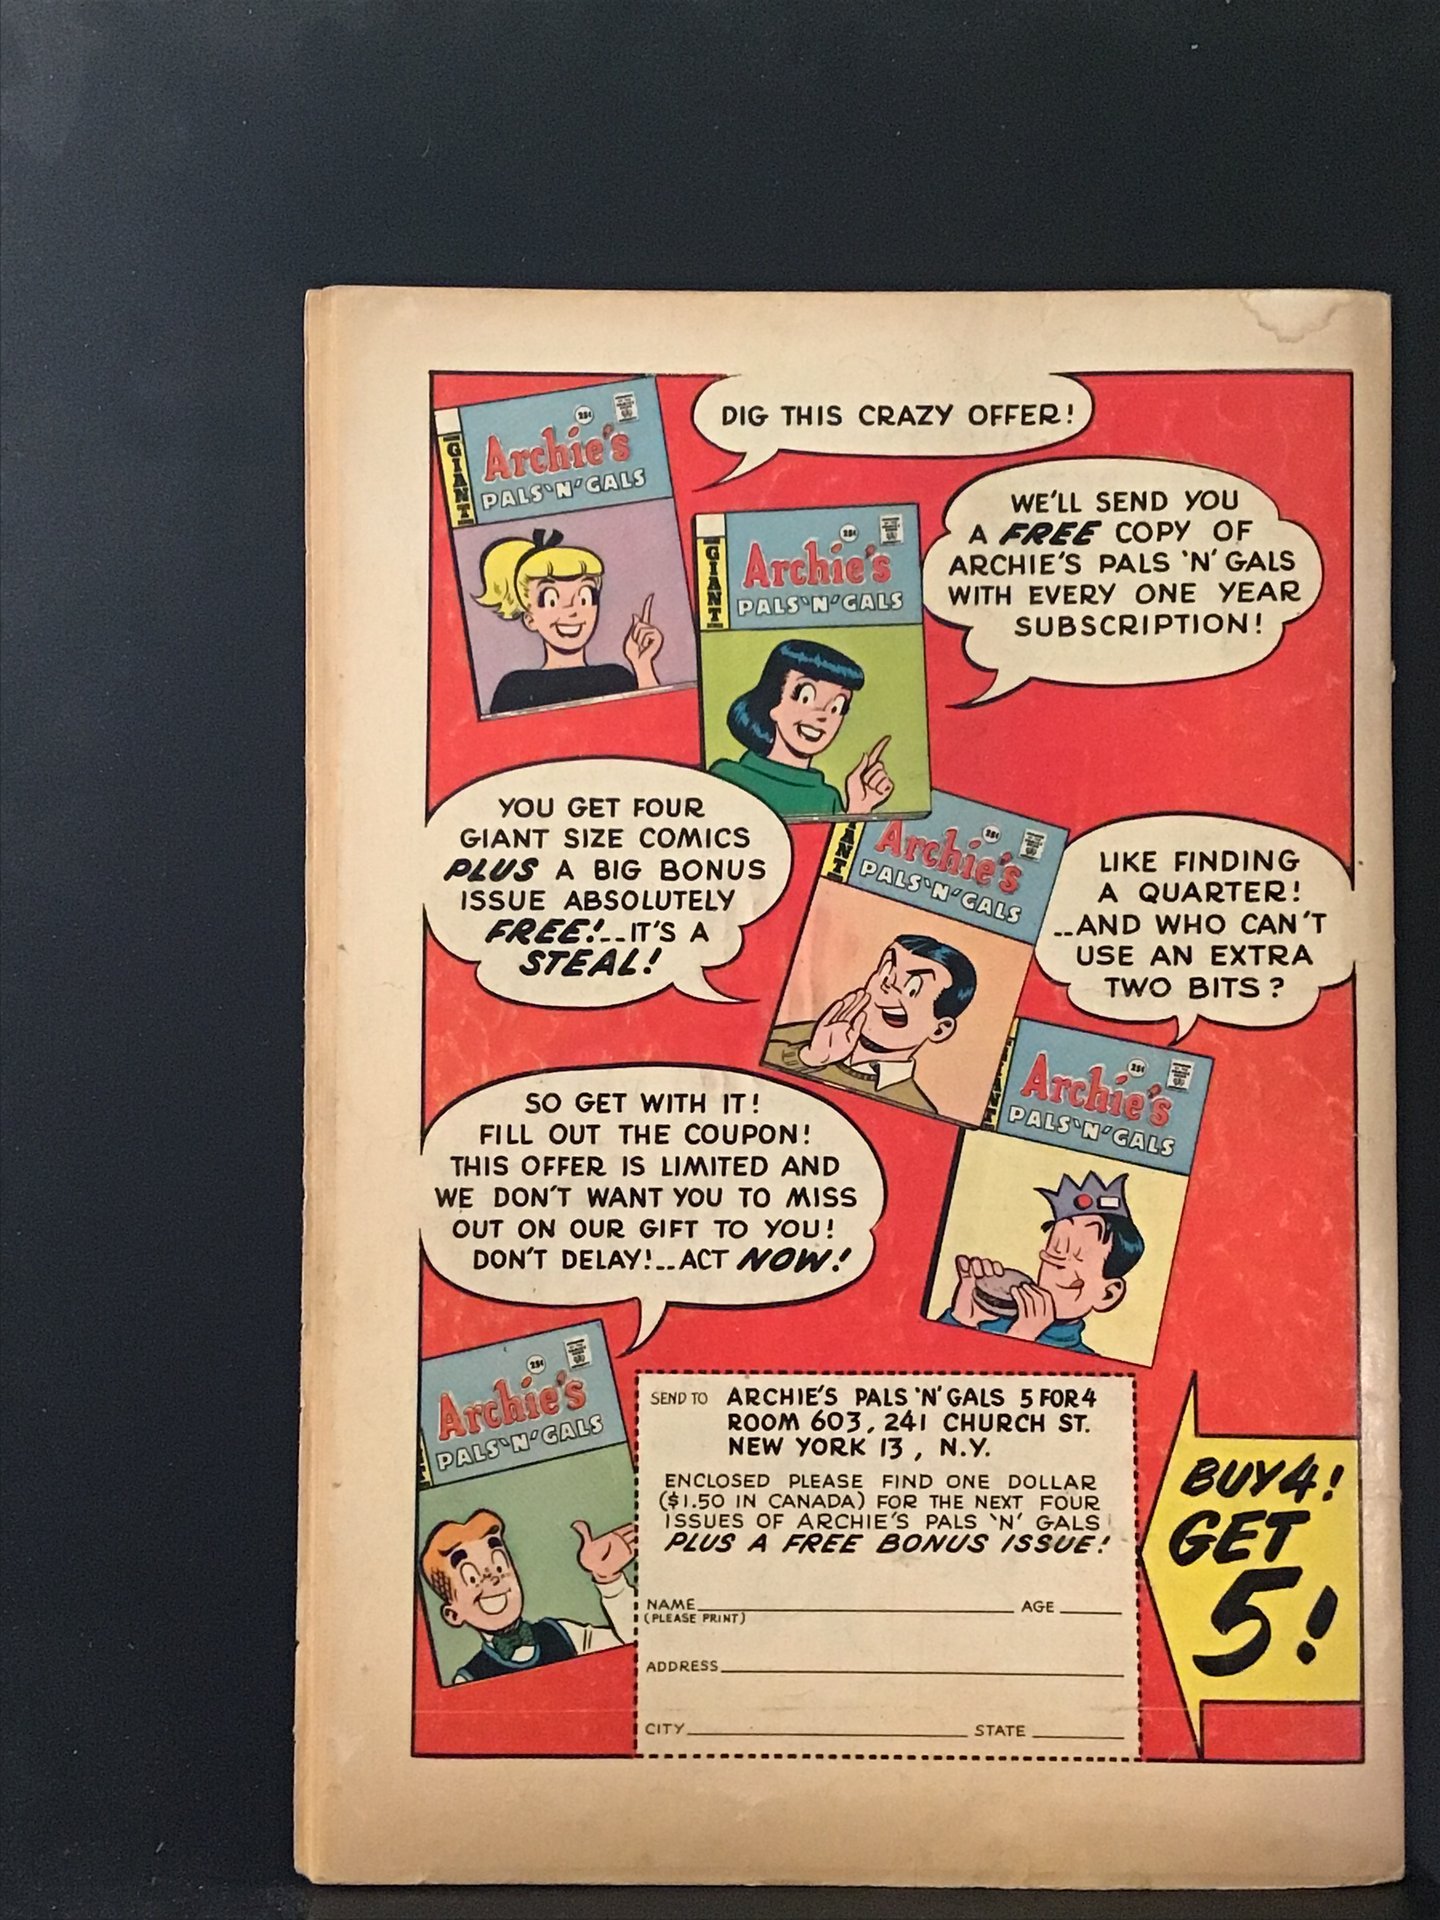 DIG THIS CRAZY OFFER!
GIANT
25¢
Archie's
PALS 'N' GALS
GIANT
25¢
Archie's
PALS 'N' GALS
WE'LL SEND YOU
A FREE COPY OF
ARCHIE'S PALS 'N' GALS
WITH EVERY ONE YEAR
SUBSCRIPTION!
YOU GET FOUR
GIANT SIZE COMICS
PLUS A BIG BONUS
ISSUE ABSOLUTELY
FREE!..IT'S A
STEAL!
ANT
25¢
Archie's
PALS 'N' GALS
LIKE FINDING
A QUARTER!
..AND WHO CAN'T
USE AN EXTRA
TWO BITS?
25¢
Archie's
PALS 'N' GALS
SO GET WITH IT!
FILL OUT THE COUPON!
THIS OFFER IS LIMITED AND
WE DON'T WANT YOU TO MISS
OUT ON OUR GIFT TO YOU!
DON'T DELAY!..ACT NOW!
25¢
Archie's
PALS 'N' GALS
SEND TO ARCHIE'S PALS 'N' GALS 5 FOR 4
ROOM 603, 241 CHURCH ST.
NEW YORK 13, N.Y.
ENCLOSED PLEASE FIND ONE DOLLAR
($1.50 IN CANADA) FOR THE NEXT FOUR
ISSUES OF ARCHIE'S PALS 'N' GALS
PLUS A FREE BONUS ISSUE!
NAME AGE
(PLEASE PRINT)
ADDRESS
CITY STATE
BUY 4!
GET
5!